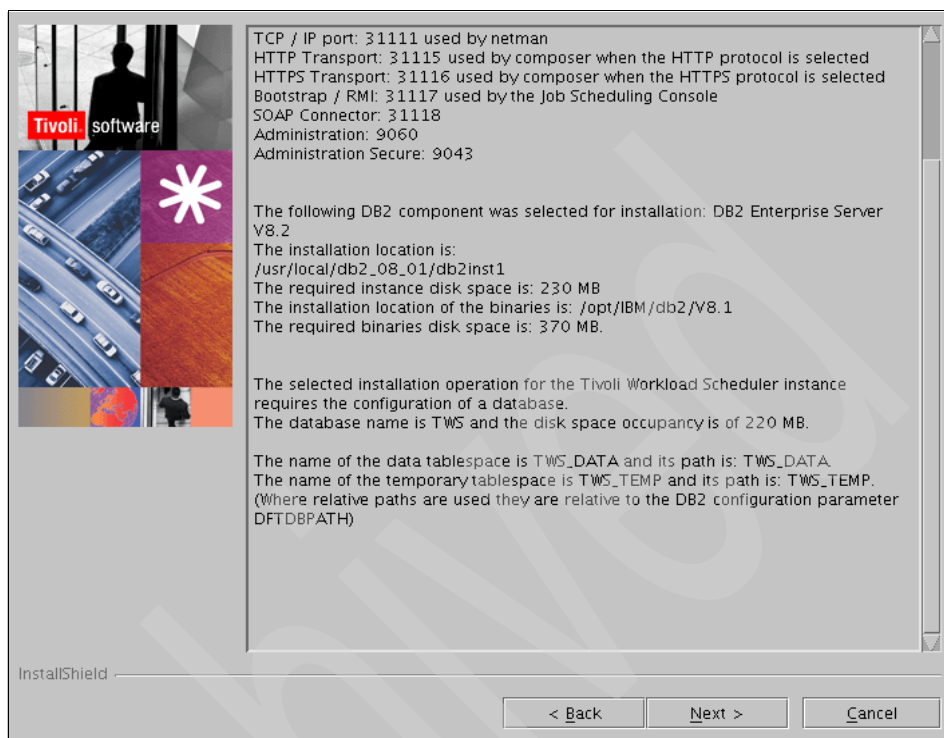 TCP / IP port: 31111 used by netman
HTTP Transport: 31115 used by composer when the HTTP protocol is selected
HTTPS Transport: 31116 used by composer when the HTTPS protocol is selected
Bootstrap / RMI: 31117 used by the Job Scheduling Console
SOAP Connector: 31118
Administration: 9060
Administration Secure: 9043
Tivoli. software
The following DB2 component was selected for installation: DB2 Enterprise Server
V8.2
The installation location is:
/usr/local/db2_08_01/db2inst1
The required instance disk space is: 230 MB
The installation location of the binaries is: /opt/IBM/db2/V8.1
The required binaries disk space is: 370 MB.
The selected installation operation for the Tivoli Workload Scheduler instance
requires the configuration of a database.
The database name is TWS and the disk space occupancy is of 220 MB.
The name of the data tablespace is TWS_DATA and its path is: TWS_DATA.
The name of the temporary tablespace is TWS_TEMP and its path is: TWS_TEMP.
(Where relative paths are used they are relative to the DB2 configuration parameter
DFTDBPATH)
InstallShield
< Back
Next >
Cancel